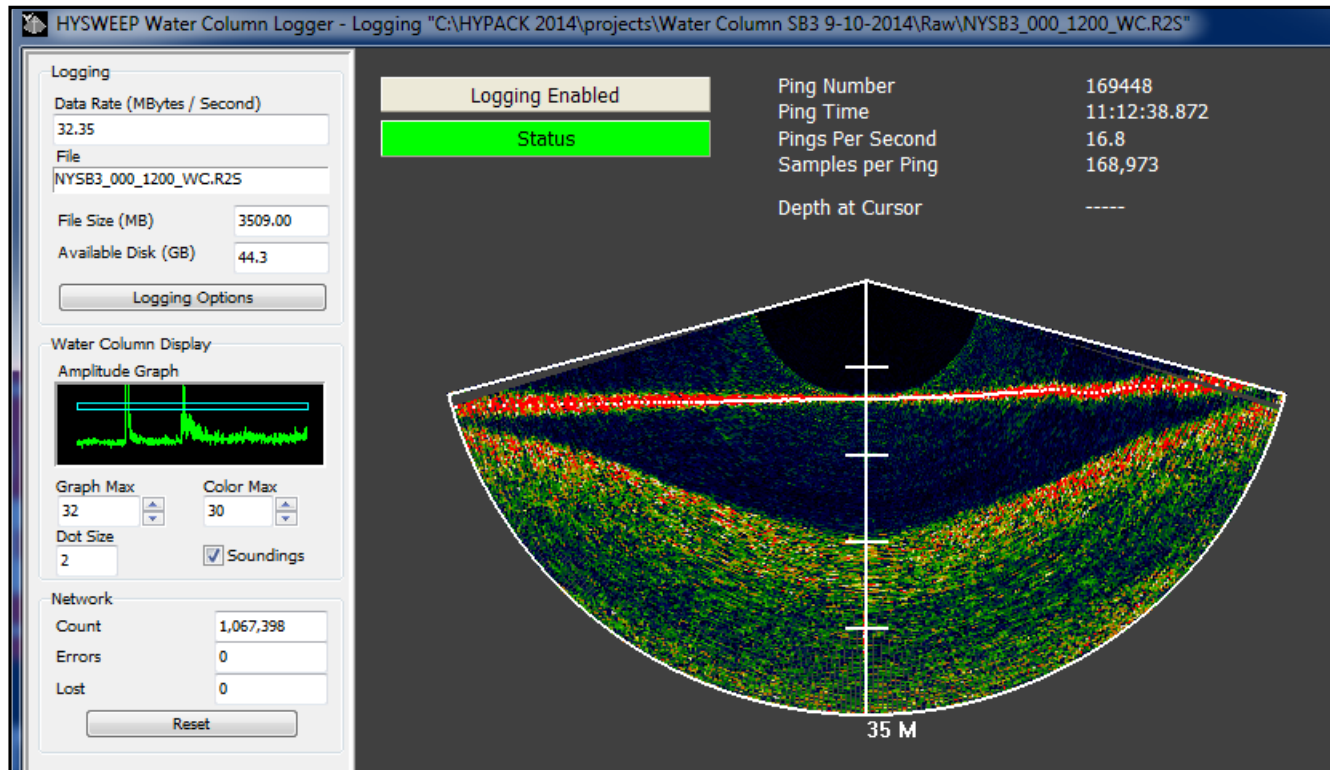 HYSWEEP Water Column Logger - Logging "C:\HYPACK 2014\projects\Water Column SB3 9-10-2014\Raw\NYSB3_000_1200_WC.R2S"
Logging
Data Rate (MBytes / Second)
32.35
File
NYSB3_000_1200_WC.R2S
File Size (MB) 3509.00
Available Disk (GB) 44.3
Logging Options
Water Column Display
Amplitude Graph
Graph Max Color Max
32 30
Dot Size
2 Soundings
Network
Count 1,067,398
Errors 0
Lost 0
Reset
Logging Enabled
Status
Ping Number 169448
Ping Time 11:12:38.872
Pings Per Second 16.8
Samples per Ping 168,973
Depth at Cursor -----
35 M